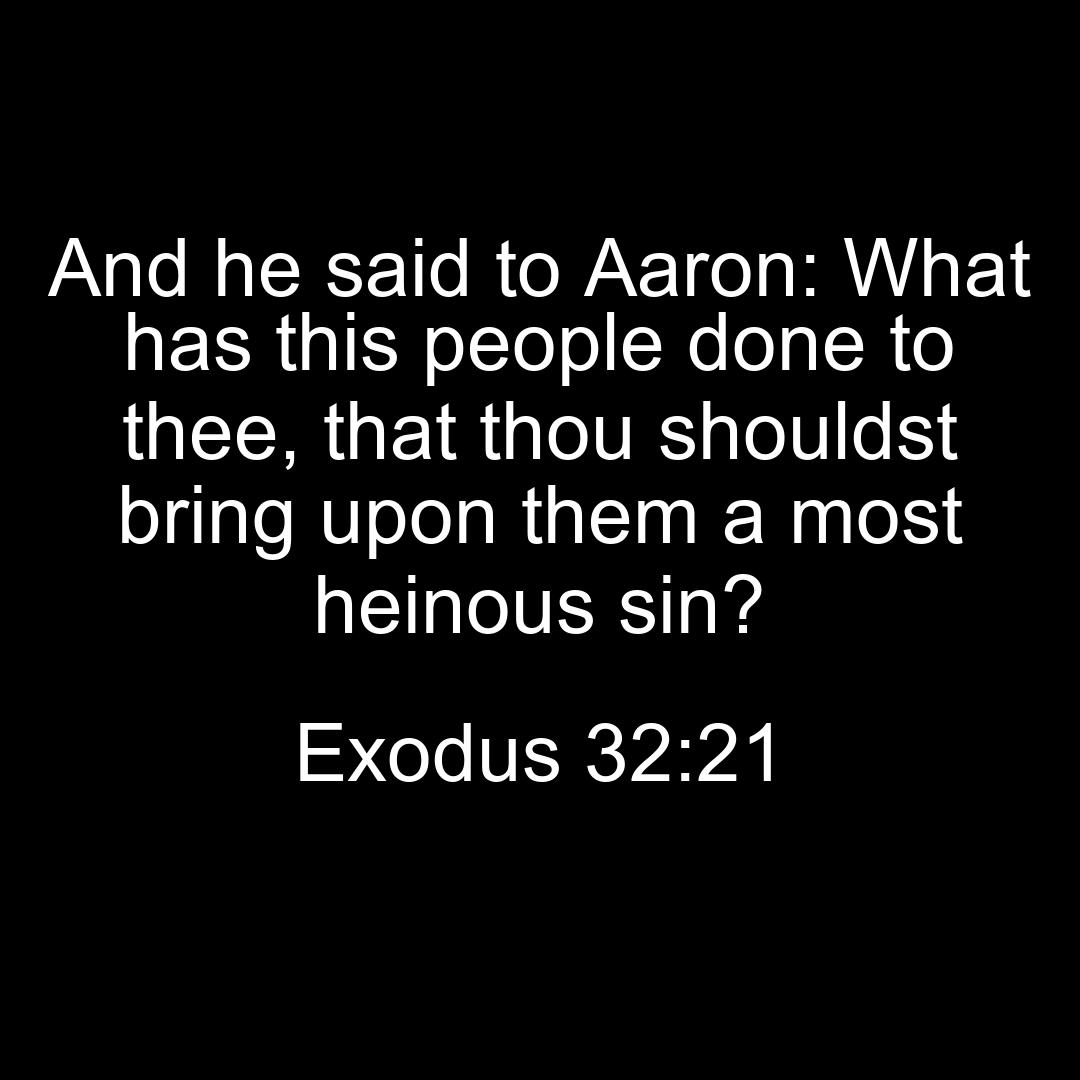 And he said to Aaron: What
has this people done to
thee, that thou shouldst
bring upon them a most
heinous sin?
Exodus 32:21